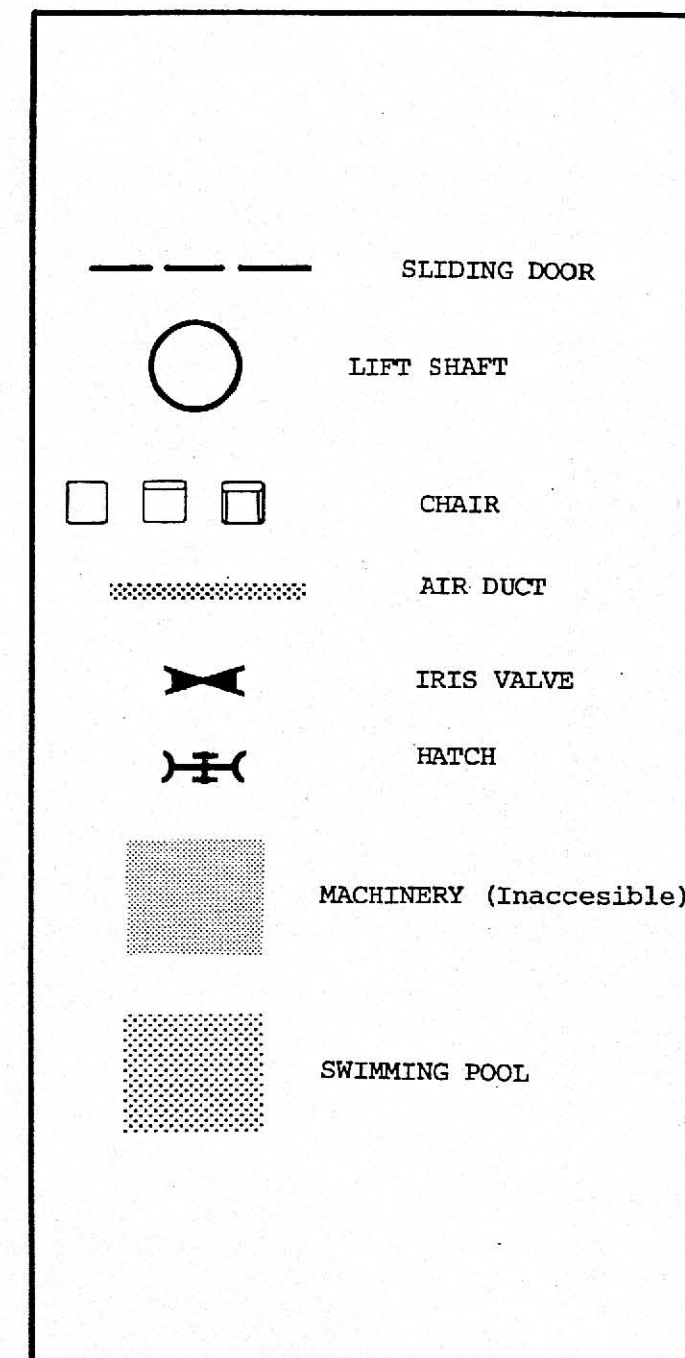 SLIDING DOOR
LIFT SHAFT
CHAIR
AIR DUCT
IRIS VALVE
HATCH
MACHINERY (Inaccesible)
SWIMMING POOL